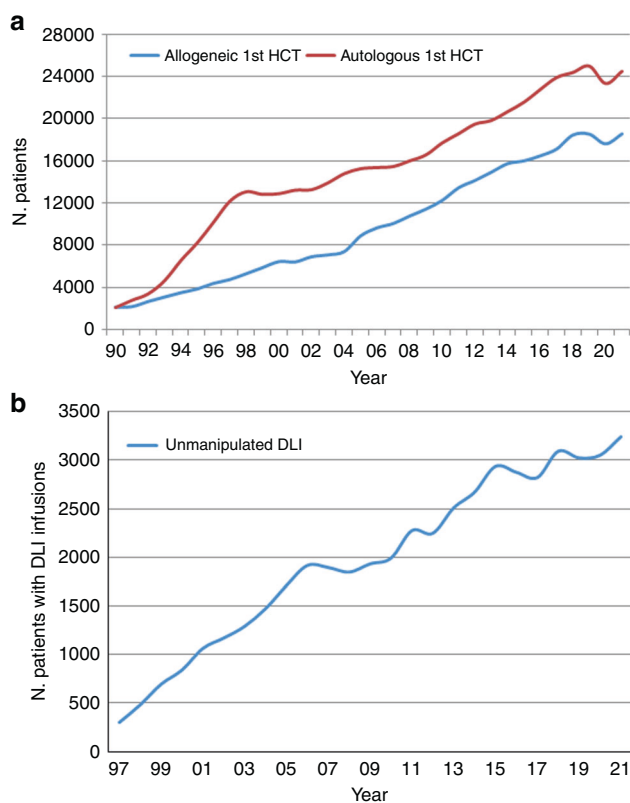 a
28000
24000
20000
16000
12000
8000
4000
0
N. patients
Allogeneic 1st HCT Autologous 1st HCT
90 92 94 96 98 00 02 04 06 08 10 12 14 16 18 20
Year
b
3500
3000
2500
2000
1500
1000
500
0
N. patients with DLI infusions
Unmanipulated DLI
97 99 01 03 05 07 09 11 13 15 17 19 21
Year